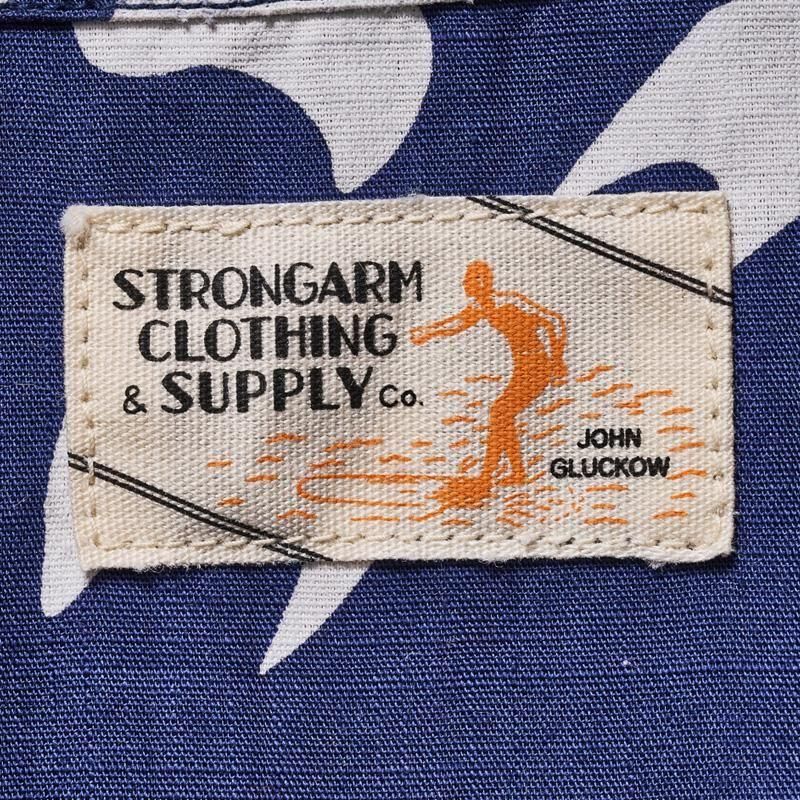 STRONGARM
CLOTHING
& SUPPLY Co.
JOHN
GLUCKOW